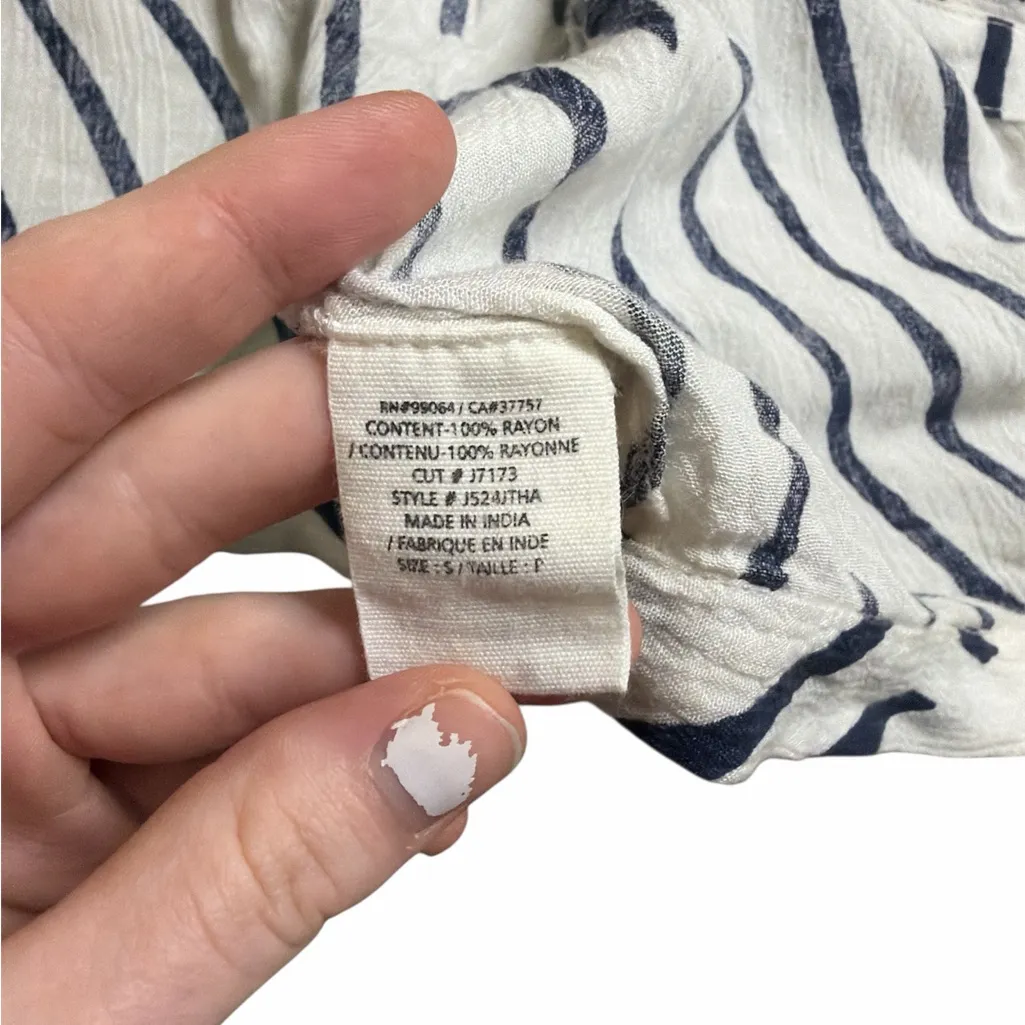 RN#99064 / CA#37757
CONTENT-100% RAYON
/ CONTENU-100% RAYONNE
CUT # J7173
STYLE # J524JTHA
MADE IN INDIA
/ FABRIQUE EN INDE
SIZE : S / TAILLE : P